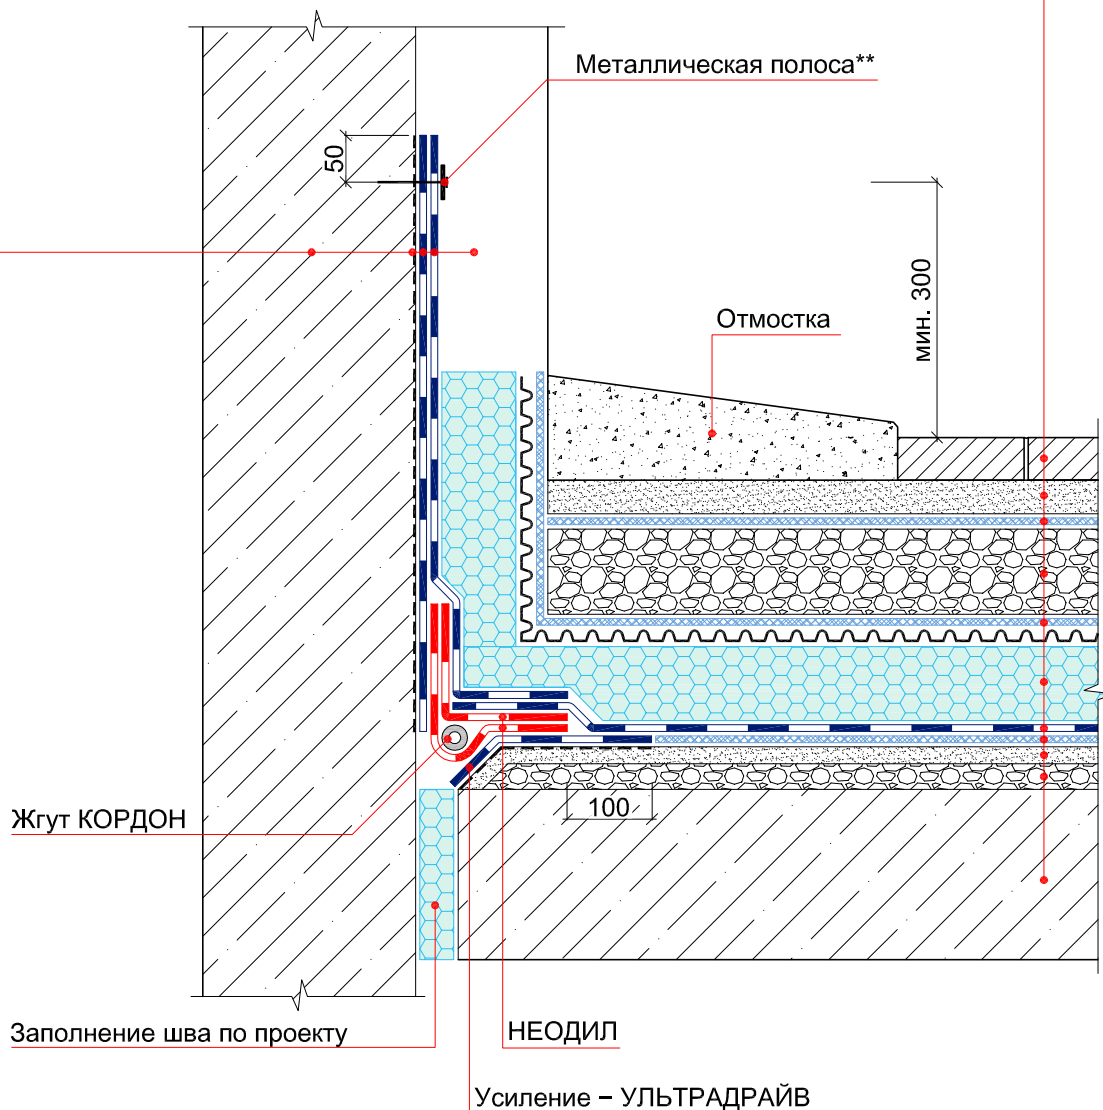 Металлическая полоса**
50
мин. 300
Отмостка
100
Жгут КОРДОН
Заполнение шва по проекту
НЕОДИЛ
Усиление – УЛЬТРАДРАЙВ